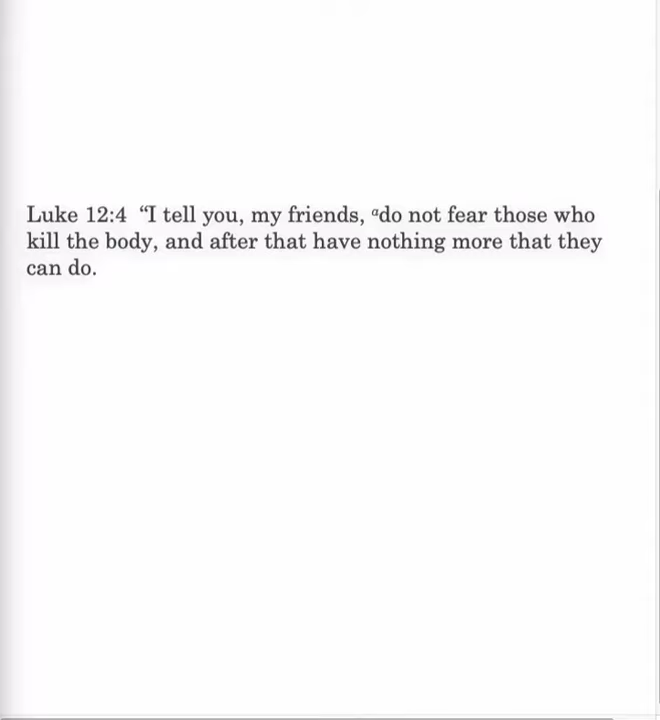 Luke 12:4 “I tell you, my friends, ᵃdo not fear those who
kill the body, and after that have nothing more that they
can do.